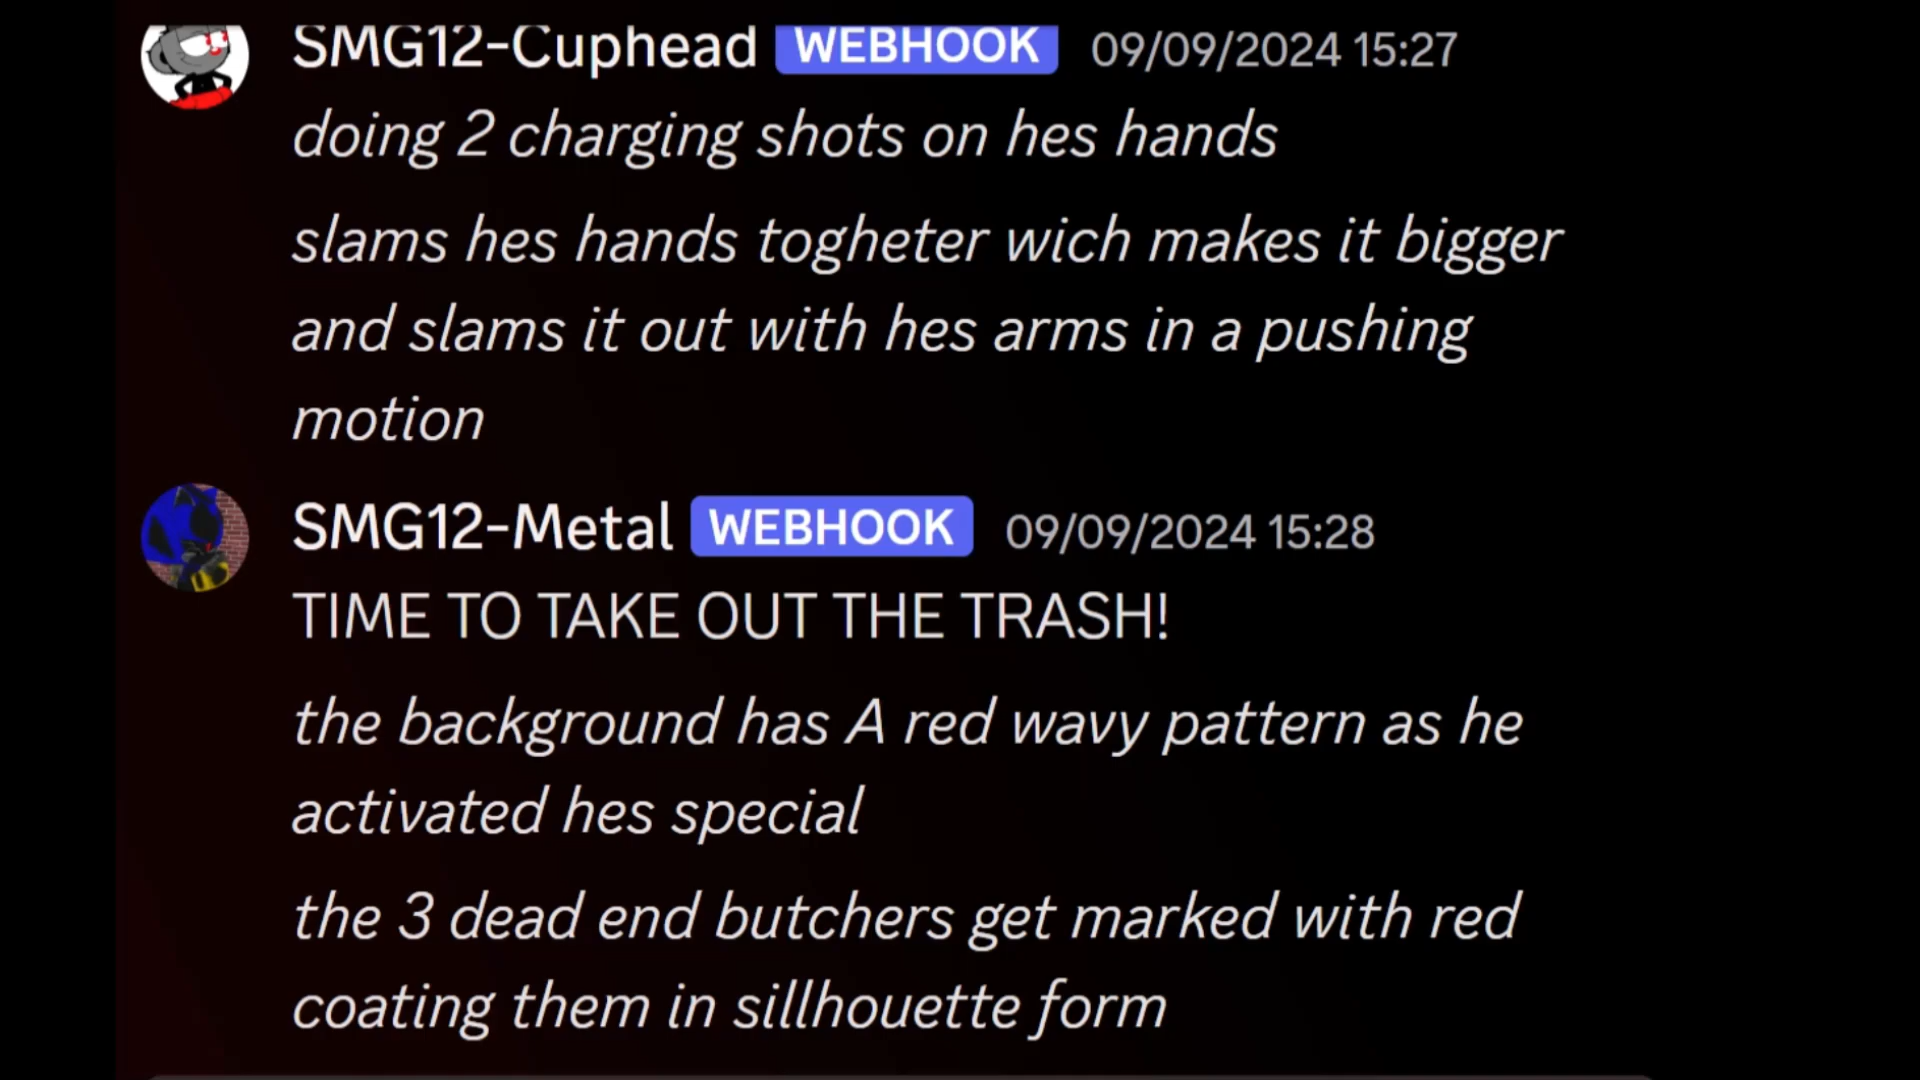 SMG12-Cuphead WEBHOOK 09/09/2024 15:27
doing 2 charging shots on hes hands
slams hes hands togheter wich makes it bigger
and slams it out with hes arms in a pushing
motion
SMG12-Metal WEBHOOK 09/09/2024 15:28
TIME TO TAKE OUT THE TRASH!
the background has A red wavy pattern as he
activated hes special
the 3 dead end butchers get marked with red
coating them in sillhouette form